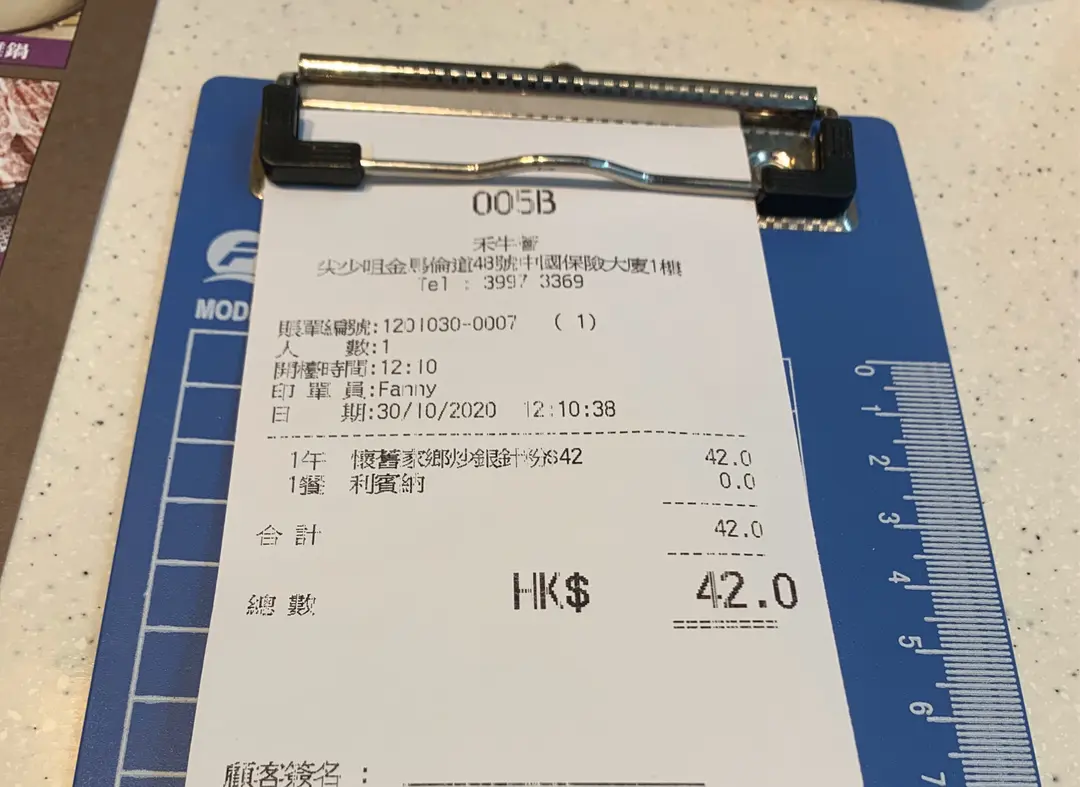 鍋
005B
禾牛薈
尖沙咀金馬倫道48號中國保險大廈1樓
Tel : 3997 3369
賬單編號:1201030-0007 ( 1)
人 數:1
開檯時間:12:10
印 單 員:Fanny
日 期:30/10/2020 12:10:38
1午 懷舊家鄉炒銀針粉$42 42.0
1餐 利賓納 0.0
合 計 42.0
總 數 HK$ 42.0
顧客簽名 :
MOD
0
1
2
3
4
5
6
7